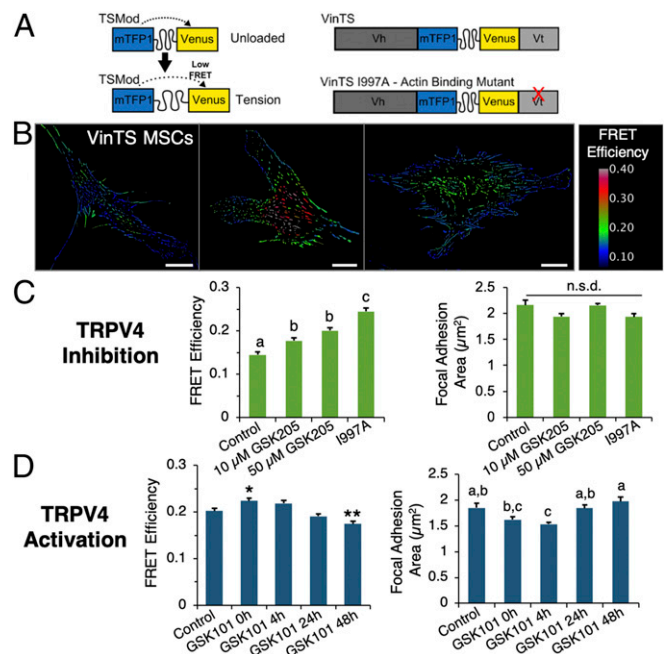 A
TSMod
mTFP1
Venus
Unloaded
TSMod
Low
FRET
mTFP1
Venus
Tension
VinTS
Vh
mTFP1
Venus
Vt
VinTS I997A - Actin Binding Mutant
Vh
mTFP1
Venus
Vt
X
B
VinTS MSCs
FRET
Efficiency
0.40
0.30
0.20
0.10
C
TRPV4
Inhibition
FRET Efficiency
0.3
0.2
0.1
0
a
b
b
c
Control
10 µM GSK205
50 µM GSK205
I997A
Focal Adhesion
Area (µm²)
2.5
2
1.5
1
0.5
0
n.s.d.
Control
10 µM GSK205
50 µM GSK205
I997A
D
TRPV4
Activation
FRET Efficiency
0.3
0.2
0.1
0
*
**
Control
GSK101 0h
GSK101 4h
GSK101 24h
GSK101 48h
Focal Adhesion
Area (µm²)
2.5
2
1.5
1
0.5
0
a,b
b,c
c
a,b
a
Control
GSK101 0h
GSK101 4h
GSK101 24h
GSK101 48h